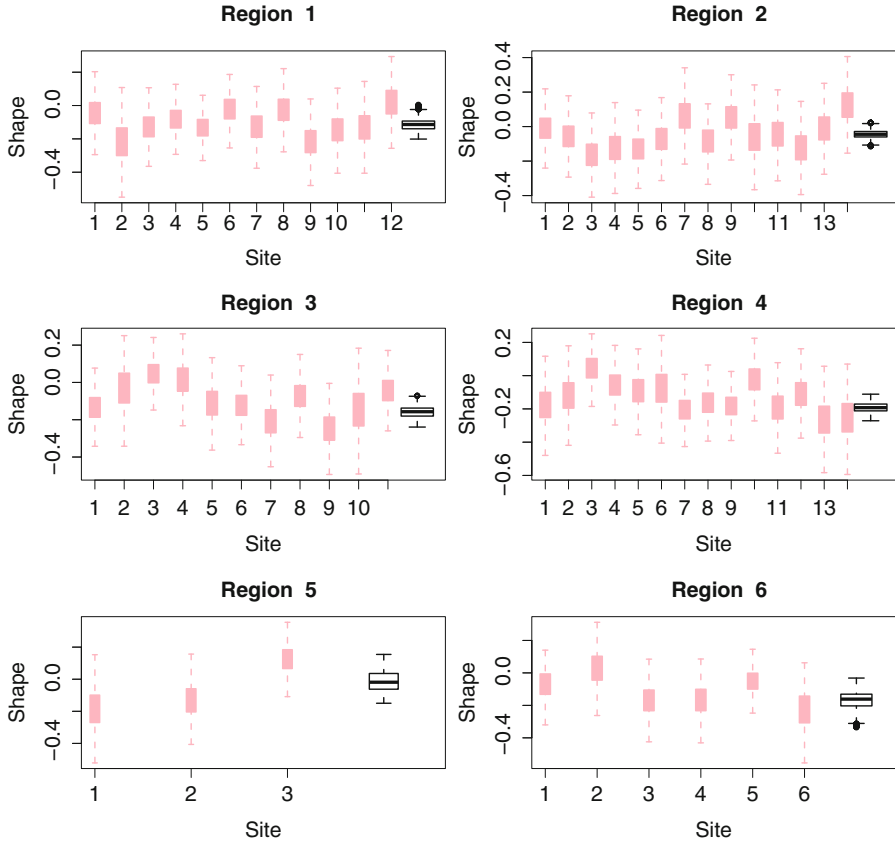 Region 1
Shape
0.0
−0.4
1 2 3 4 5 6 7 8 9 10 12
Site
Region 2
Shape
0.4
0.0
−0.4
1 2 3 4 5 6 7 8 9 11 13
Site
Region 3
Shape
0.2
0.0
−0.4
1 2 3 4 5 6 7 8 9 10
Site
Region 4
Shape
0.2
−0.2
−0.6
1 2 3 4 5 6 7 8 9 11 13
Site
Region 5
Shape
0.0
−0.4
1 2 3
Site
Region 6
Shape
0.0
−0.4
1 2 3 4 5 6
Site